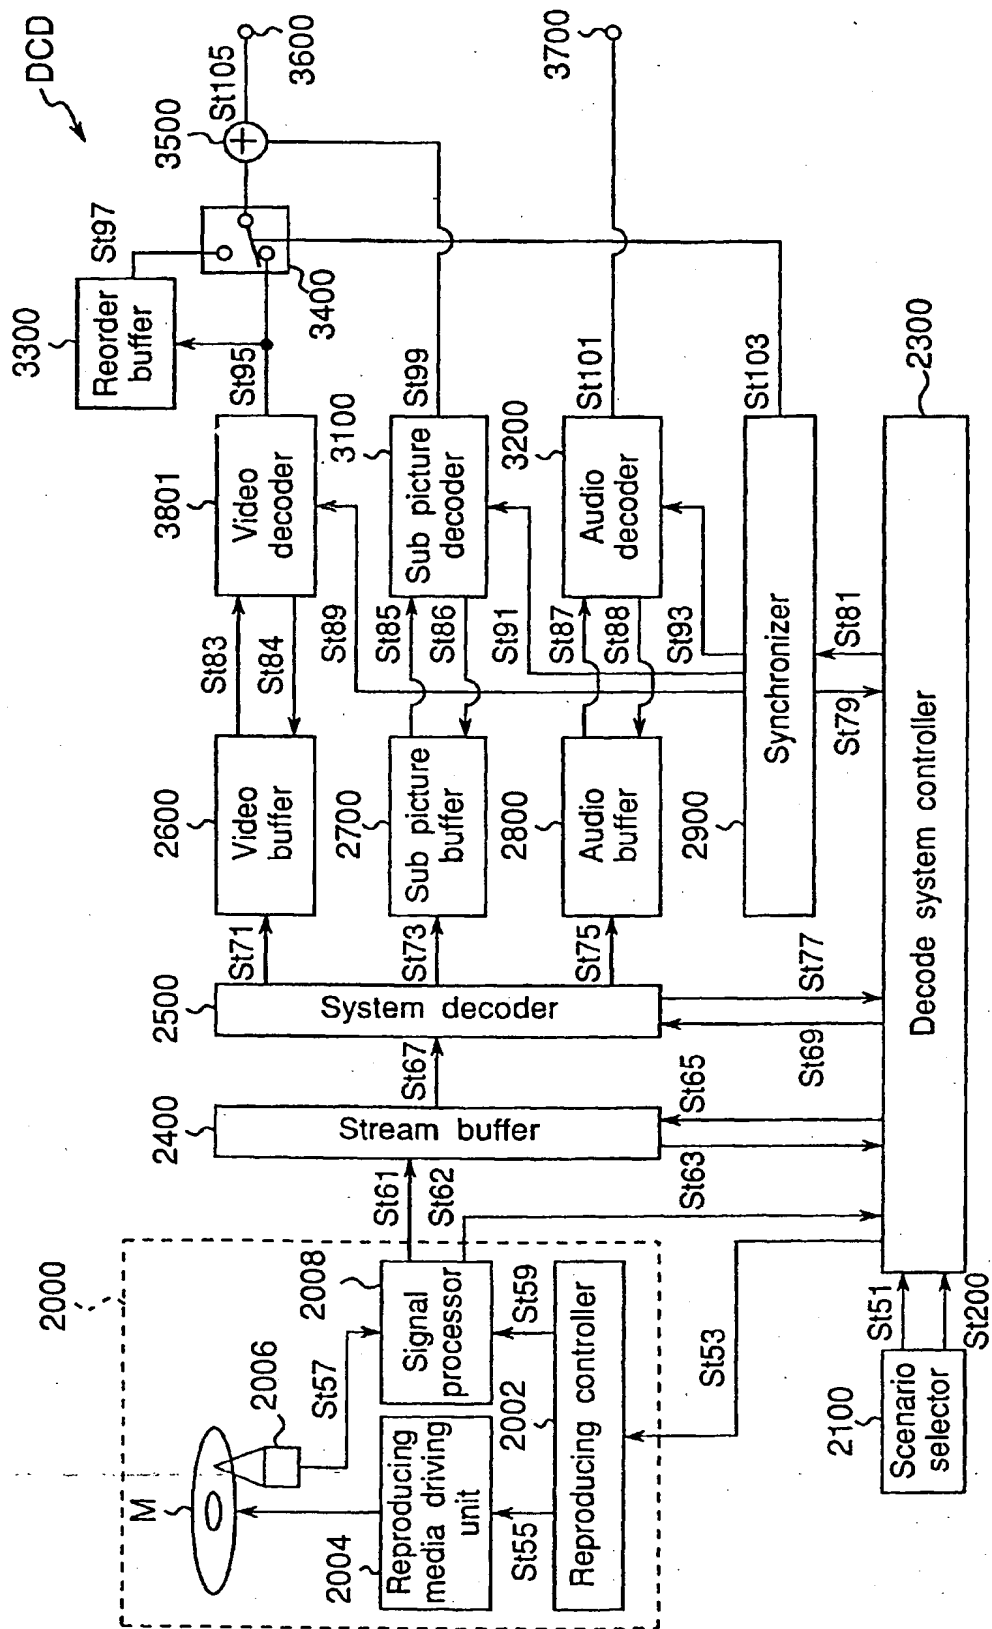 DCD
2000
M
2006
St57
2008
Signal
processor
2004
Reproducing
media driving
unit
St55
2002
St59
Reproducing controller
St53
2100
Scenario
selector
St51
St200
St61
St62
2400
Stream buffer
St63
St65
St67
2500
System decoder
St69
St77
St71
St73
St75
2600
Video
buffer
2700
Sub picture
buffer
2800
Audio
buffer
2900
Synchronizer
St79
St81
2300
Decode system controller
St83
St84
St89
St85
St86
St91
St87
St88
St93
3801
Video
decoder
3100
Sub picture
decoder
3200
Audio
decoder
3300
Reorder
buffer
St95
St97
St99
St101
St103
3400
3500
St105
3600
3700